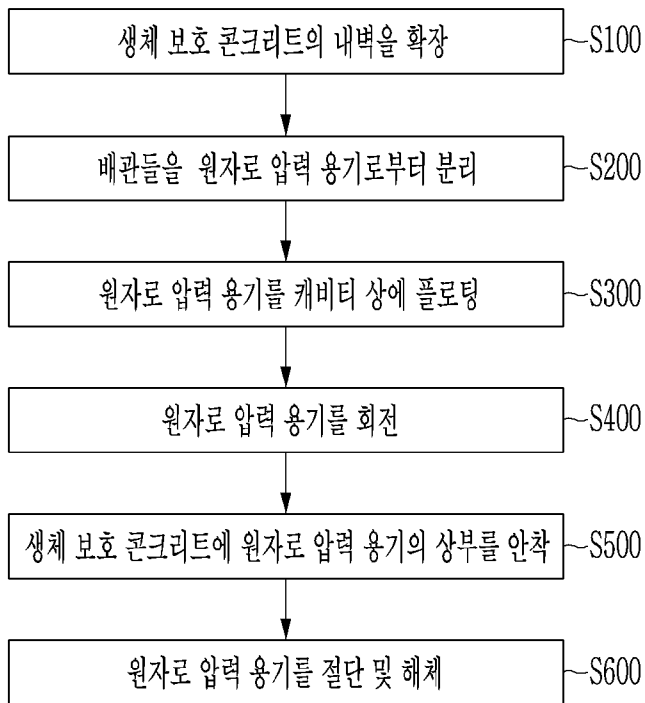 생체 보호 콘크리트의 내벽을 확장 S100
배관들을 원자로 압력 용기로부터 분리 S200
원자로 압력 용기를 캐비티 상에 플로팅 S300
원자로 압력 용기를 회전 S400
생체 보호 콘크리트에 원자로 압력 용기의 상부를 안착 S500
원자로 압력 용기를 절단 및 해체 S600